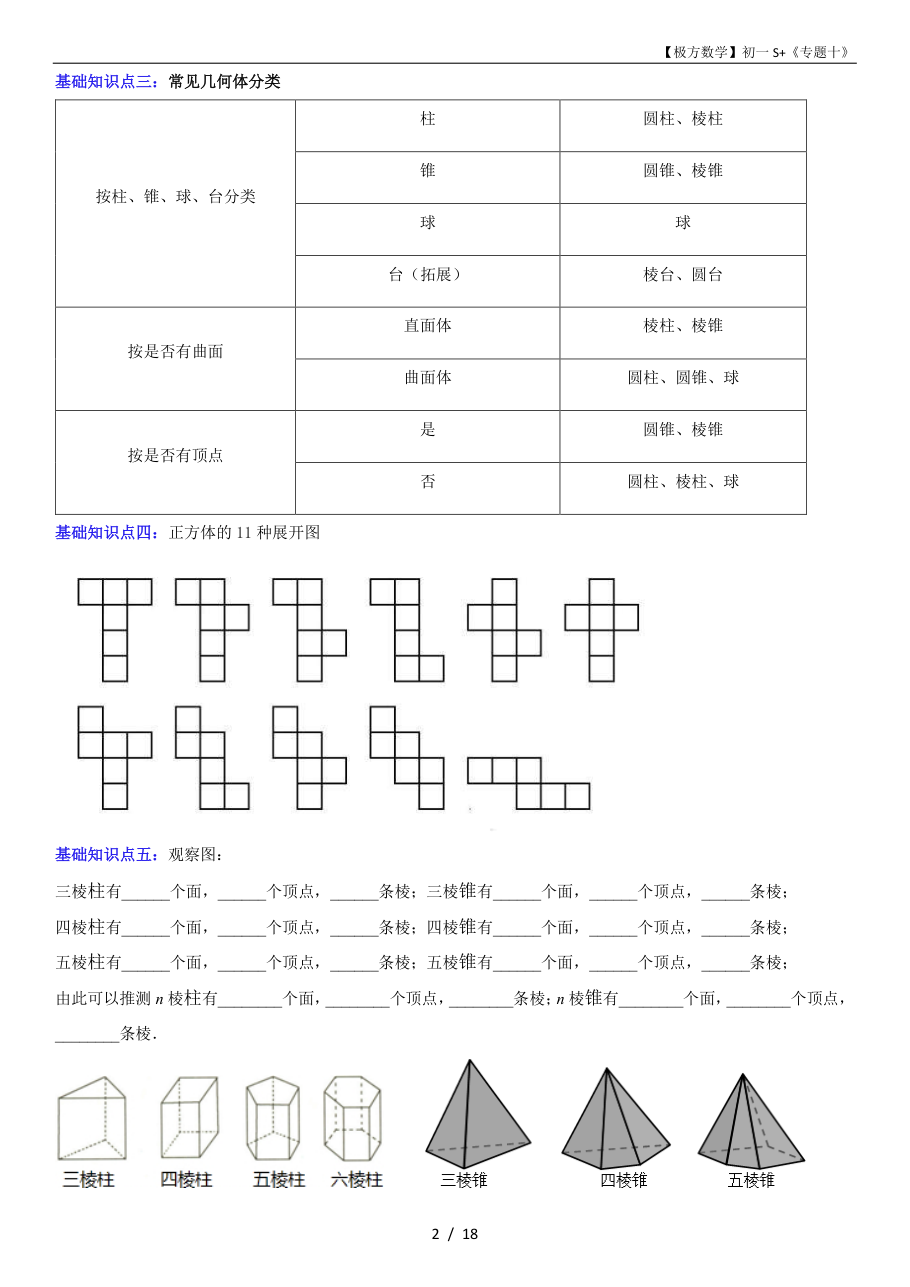 【极方数学】初一 S+《专题十》
基础知识点三：常见几何体分类
按柱、锥、球、台分类
柱 圆柱、棱柱
锥 圆锥、棱锥
球 球
台（拓展） 棱台、圆台
按是否有曲面
直面体 棱柱、棱锥
曲面体 圆柱、圆锥、球
按是否有顶点
是 圆锥、棱锥
否 圆柱、棱柱、球
基础知识点四：正方体的 11 种展开图
基础知识点五：观察图：
三棱柱有______个面，______个顶点，______条棱；三棱锥有______个面，______个顶点，______条棱；
四棱柱有______个面，______个顶点，______条棱；四棱锥有______个面，______个顶点，______条棱；
五棱柱有______个面，______个顶点，______条棱；五棱锥有______个面，______个顶点，______条棱；
由此可以推测 n 棱柱有________个面，________个顶点，________条棱；n 棱锥有________个面，________个顶点，
________条棱．
三棱柱 四棱柱 五棱柱 六棱柱 三棱锥 四棱锥 五棱锥
2 / 18